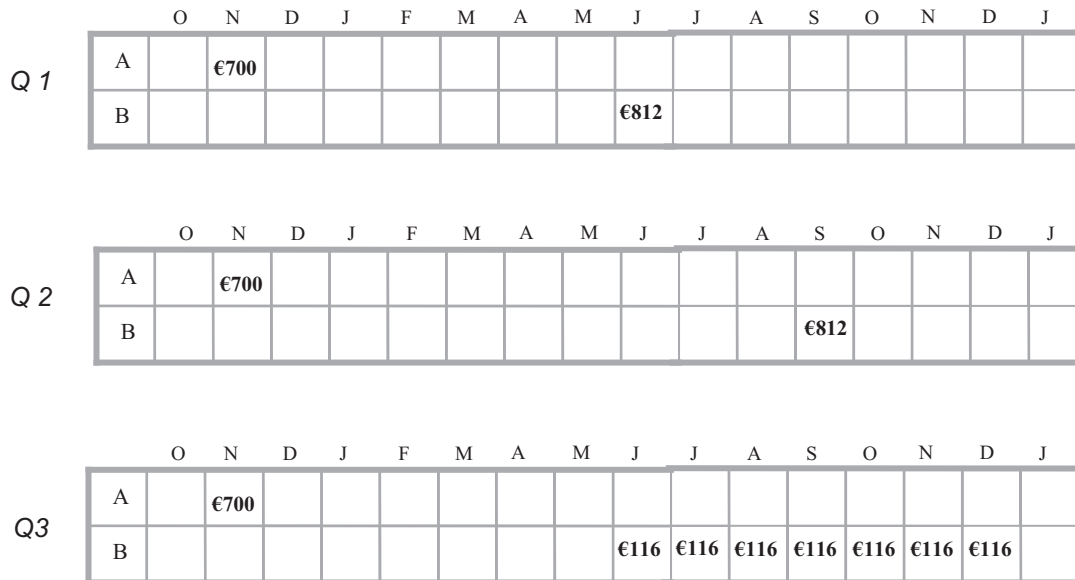 O N D J F M A M J J A S O N D J
Q 1
A €700
B €812
O N D J F M A M J J A S O N D J
Q 2
A €700
B €812
O N D J F M A M J J A S O N D J
Q3
A €700
B €116 €116 €116 €116 €116 €116 €116